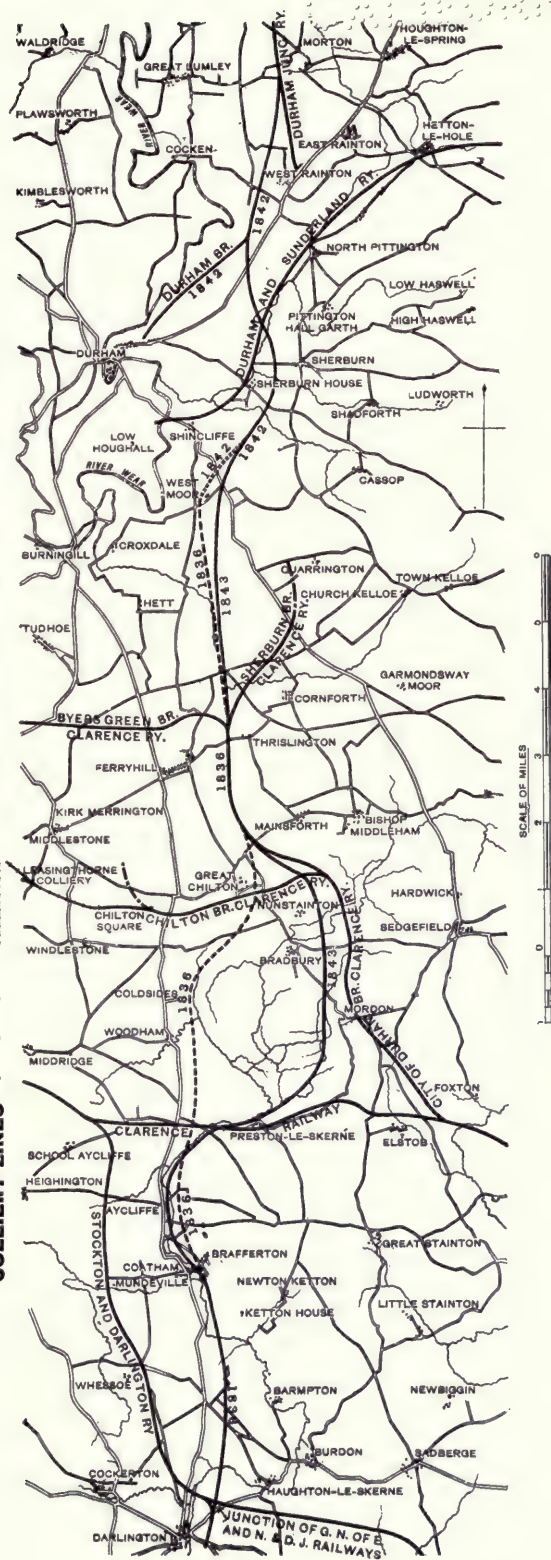 HOUGHTON-
LE-SPRING
WALDRIDGE
MORTON
GREAT LUMLEY
DURHAM JUNC. RY.
PLAWSWORTH
RIVER WEAR
EAST RAINTON
HETTON-
LE-HOLE
COCKEN
WEST RAINTON
KIMBLESWORTH
1842
DURHAM AND SUNDERLAND RY.
NORTH PITTINGTON
DURHAM BR.
1842
LOW HASWELL
PITTINGTON
HALL GARTH
HIGH HASWELL
DURHAM
SHERBURN
SHERBURN HOUSE
LUDWORTH
SHADFORTH
LOW
HOUGHALL
SHINCLIFFE
1842
1842
RIVER WEAR
WEST
MOOR
CASSOP
BURNINGILL
CROXDALE
1836
1843
QUARRINGTON
TOWN KELLOE
CHURCH KELLOE
HETT
SHERBURN BR.
CLARENCE RY.
TUDHOE
GARMONDSWAY
MOOR
CORNFORTH
BYERS GREEN BR.
CLARENCE RY.
THRISLINGTON
FERRYHILL
1836
KIRK MERRINGTON
MAINSFORTH
BISHOP
MIDDLEHAM
MIDDLESTONE
LEASINGTHORNE
COLLIERY
GREAT
CHILTON
HARDWICK
CHILTON
SQUARE
CHILTON BR. CLARENCE RY.
NUNSTAINTON
SEDGEFIELD
WINDLESTONE
BRADBURY
1836
1843
COLDSIDES
MORDON
CITY OF DURHAM BR. CLARENCE RY.
WOODHAM
MIDDRIDGE
FOXTON
CLARENCE RAILWAY
PRESTON-LE-SKERNE
ELSTOB
SCHOOL AYCLIFFE
HEIGHINGTON
AYCLIFFE
1836
STOCKTON AND DARLINGTON RY
BRAFFERTON
GREAT STAINTON
COATHAM
MUNDEVILLE
NEWTON KETTON
KETTON HOUSE
LITTLE STAINTON
WHESSOE
BARMPTON
NEWBIGGIN
BURDON
SADBERGE
COCKERTON
HAUGHTON-LE-SKERNE
DARLINGTON
JUNCTION OF G. N. OF E.
AND N. & D. J. RAILWAYS
SCALE OF MILES
4
3
2
1
0